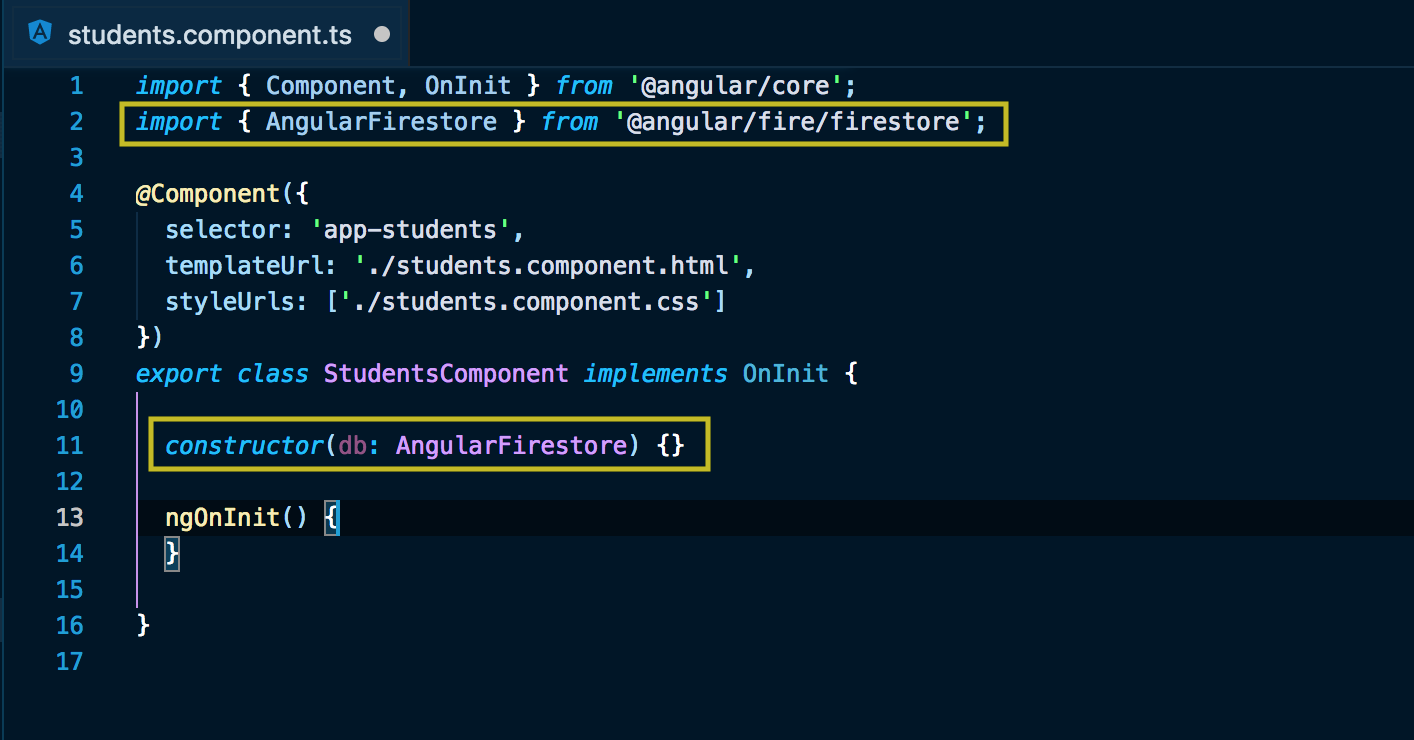 students.component.ts
1 import { Component, OnInit } from '@angular/core';
2 import { AngularFirestore } from '@angular/fire/firestore';
3
4 @Component({
5   selector: 'app-students',
6   templateUrl: './students.component.html',
7   styleUrls: ['./students.component.css']
8 })
9 export class StudentsComponent implements OnInit {
10
11   constructor(db: AngularFirestore) {}
12
13   ngOnInit() {
14   }
15
16 }
17